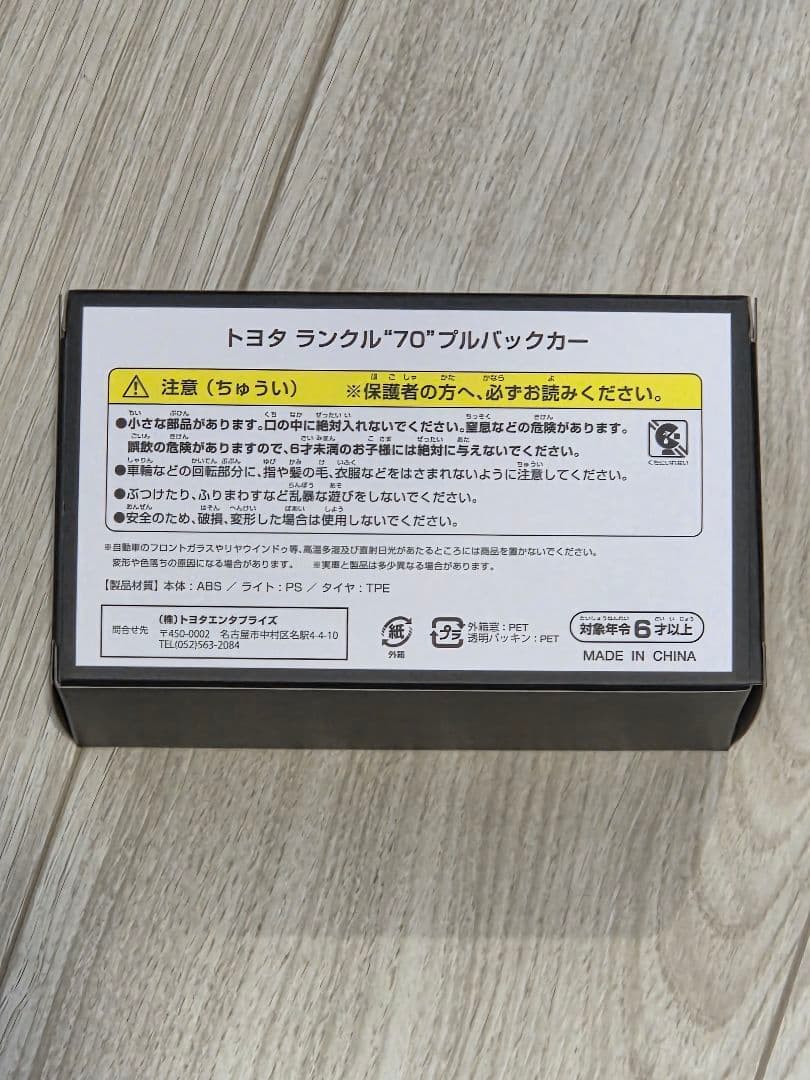 トヨタ ランクル“70”プルバックカー
注意（ちゅうい） ※保護者の方へ、必ずお読みください。
●小さな部品があります。口の中に絶対入れないでください。窒息などの危険があります。
誤飲の危険がありますので、6才未満のお子様には絶対に与えないでください。
●車輪などの回転部分に、指や髪の毛、衣服などをはさまれないように注意してください。
●ぶつけたり、ふりまわすなど乱暴な遊びをしないでください。
●安全のため、破損、変形した場合は使用しないでください。
くちにいれない
※自動車のフロントガラスやリヤウインドゥ等、高温多湿及び直射日光があたるところには商品を置かないでください。
変形や色落ちの原因になる場合があります。 ※実車と製品は多少異なる場合があります。
【製品材質】本体：ABS ／ ライト：PS ／ タイヤ：TPE
問合せ先
（株）トヨタエンタプライズ
〒450-0002 名古屋市中村区名駅4-4-10
TEL(052)563-2084
紙
外箱
プラ
外箱窓：PET
透明パッキン：PET
対象年令 6才以上
MADE IN CHINA